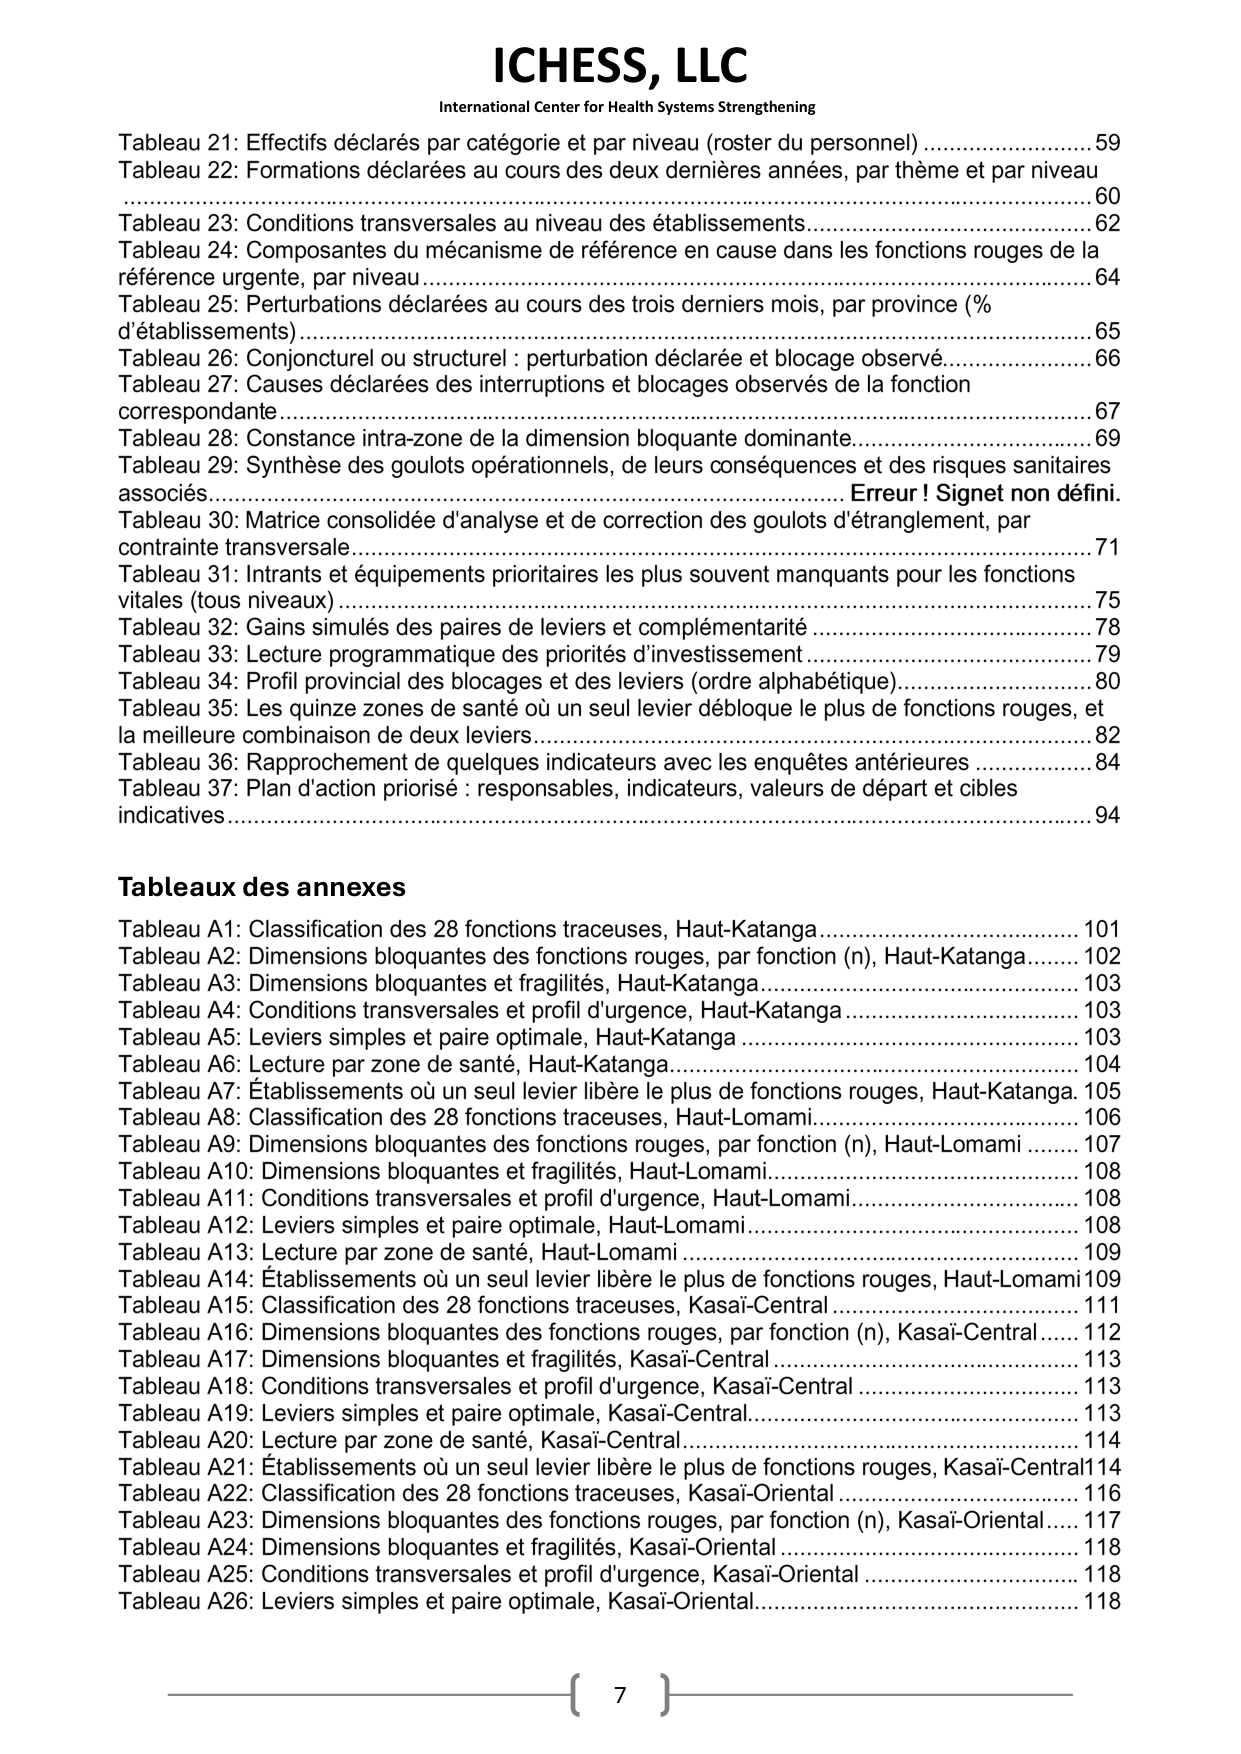 ICHESS, LLC
International Center for Health Systems Strengthening
Tableau 21: Effectifs déclarés par catégorie et par niveau (roster du personnel) .......................... 59
Tableau 22: Formations déclarées au cours des deux dernières années, par thème et par niveau
.................................................................................................................................................... 60
Tableau 23: Conditions transversales au niveau des établissements........................................... 62
Tableau 24: Composantes du mécanisme de référence en cause dans les fonctions rouges de la
référence urgente, par niveau...................................................................................................... 64
Tableau 25: Perturbations déclarées au cours des trois derniers mois, par province (%
d’établissements)......................................................................................................................... 65
Tableau 26: Conjoncturel ou structurel : perturbation déclarée et blocage observé...................... 66
Tableau 27: Causes déclarées des interruptions et blocages observés de la fonction
correspondante............................................................................................................................ 67
Tableau 28: Constance intra-zone de la dimension bloquante dominante.................................... 69
Tableau 29: Synthèse des goulots opérationnels, de leurs conséquences et des risques sanitaires
associés................................................................................................ Erreur ! Signet non défini.
Tableau 30: Matrice consolidée d'analyse et de correction des goulots d'étranglement, par
contrainte transversale................................................................................................................. 71
Tableau 31: Intrants et équipements prioritaires les plus souvent manquants pour les fonctions
vitales (tous niveaux) ................................................................................................................... 75
Tableau 32: Gains simulés des paires de leviers et complémentarité .......................................... 78
Tableau 33: Lecture programmatique des priorités d’investissement ........................................... 79
Tableau 34: Profil provincial des blocages et des leviers (ordre alphabétique)............................. 80
Tableau 35: Les quinze zones de santé où un seul levier débloque le plus de fonctions rouges, et
la meilleure combinaison de deux leviers..................................................................................... 82
Tableau 36: Rapprochement de quelques indicateurs avec les enquêtes antérieures .................. 84
Tableau 37: Plan d'action priorisé : responsables, indicateurs, valeurs de départ et cibles
indicatives.................................................................................................................................... 94
Tableaux des annexes
Tableau A1: Classification des 28 fonctions traceuses, Haut-Katanga........................................ 101
Tableau A2: Dimensions bloquantes des fonctions rouges, par fonction (n), Haut-Katanga........ 102
Tableau A3: Dimensions bloquantes et fragilités, Haut-Katanga................................................. 103
Tableau A4: Conditions transversales et profil d'urgence, Haut-Katanga .................................... 103
Tableau A5: Leviers simples et paire optimale, Haut-Katanga .................................................... 103
Tableau A6: Lecture par zone de santé, Haut-Katanga............................................................... 104
Tableau A7: Établissements où un seul levier libère le plus de fonctions rouges, Haut-Katanga. 105
Tableau A8: Classification des 28 fonctions traceuses, Haut-Lomami......................................... 106
Tableau A9: Dimensions bloquantes des fonctions rouges, par fonction (n), Haut-Lomami ........ 107
Tableau A10: Dimensions bloquantes et fragilités, Haut-Lomami................................................ 108
Tableau A11: Conditions transversales et profil d'urgence, Haut-Lomami................................... 108
Tableau A12: Leviers simples et paire optimale, Haut-Lomami................................................... 108
Tableau A13: Lecture par zone de santé, Haut-Lomami ............................................................. 109
Tableau A14: Établissements où un seul levier libère le plus de fonctions rouges, Haut-Lomami109
Tableau A15: Classification des 28 fonctions traceuses, Kasaï-Central ...................................... 111
Tableau A16: Dimensions bloquantes des fonctions rouges, par fonction (n), Kasaï-Central ...... 112
Tableau A17: Dimensions bloquantes et fragilités, Kasaï-Central ............................................... 113
Tableau A18: Conditions transversales et profil d'urgence, Kasaï-Central .................................. 113
Tableau A19: Leviers simples et paire optimale, Kasaï-Central................................................... 113
Tableau A20: Lecture par zone de santé, Kasaï-Central............................................................. 114
Tableau A21: Établissements où un seul levier libère le plus de fonctions rouges, Kasaï-Central114
Tableau A22: Classification des 28 fonctions traceuses, Kasaï-Oriental ..................................... 116
Tableau A23: Dimensions bloquantes des fonctions rouges, par fonction (n), Kasaï-Oriental..... 117
Tableau A24: Dimensions bloquantes et fragilités, Kasaï-Oriental .............................................. 118
Tableau A25: Conditions transversales et profil d'urgence, Kasaï-Oriental ................................. 118
Tableau A26: Leviers simples et paire optimale, Kasaï-Oriental.................................................. 118
7